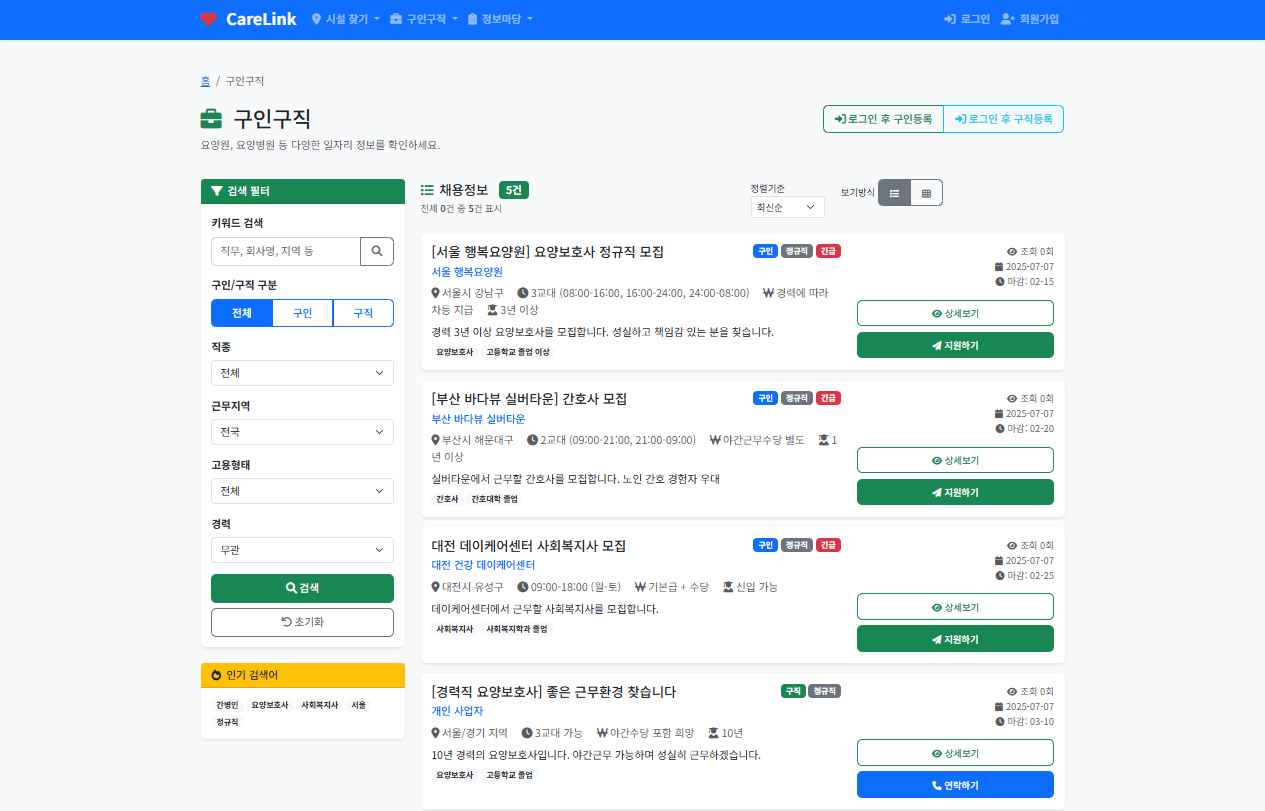 CareLink 시설 찾기 구인구직 정보마당 로그인 회원가입
홈 / 구인구직
구인구직
로그인 후 구인등록 로그인 후 구직등록
요양원, 요양병원 등 다양한 일자리 정보를 확인하세요.
검색 필터
키워드 검색
직무, 회사명, 지역 등
구인/구직 구분
전체 구인 구직
직종
전체
근무지역
전국
고용형태
전체
경력
무관
검색
초기화
인기 검색어
간병인 요양보호사 사회복지사 서울
정규직
채용정보 5건
전체 0건 중 5건 표시
정렬기준
최신순
보기방식
[서울 행복요양원] 요양보호사 정규직 모집 구인 정규직 긴급
서울 행복요양원
서울시 강남구 3교대 (08:00-16:00, 16:00-24:00, 24:00-08:00) ₩경력에 따라
차등 지급 3년 이상
경력 3년 이상 요양보호사를 모집합니다. 성실하고 책임감 있는 분을 찾습니다.
요양보호사 고등학교 졸업 이상
조회 0회
2025-07-07
마감: 02-15
상세보기
지원하기
[부산 바다뷰 실버타운] 간호사 모집 구인 정규직 긴급
부산 바다뷰 실버타운
부산시 해운대구 2교대 (09:00-21:00, 21:00-09:00) ₩야간근무수당 별도 1
년 이상
실버타운에서 근무할 간호사를 모집합니다. 노인 간호 경험자 우대
간호사 간호대학 졸업
조회 0회
2025-07-07
마감: 02-20
상세보기
지원하기
대전 데이케어센터 사회복지사 모집 구인 정규직 긴급
대전 건강 데이케어센터
대전시 유성구 09:00-18:00 (월-토) ₩기본급 + 수당 신입 가능
데이케어센터에서 근무할 사회복지사를 모집합니다.
사회복지사 사회복지학과 졸업
조회 0회
2025-07-07
마감: 02-25
상세보기
지원하기
[경력직 요양보호사] 좋은 근무환경 찾습니다 구직 정규직
개인 사업자
서울/경기 지역 3교대 가능 ₩야간수당 포함 희망 10년
10년 경력의 요양보호사입니다. 야간근무 가능하며 성실히 근무하겠습니다.
요양보호사 고등학교 졸업
조회 0회
2025-07-07
마감: 03-10
상세보기
연락하기